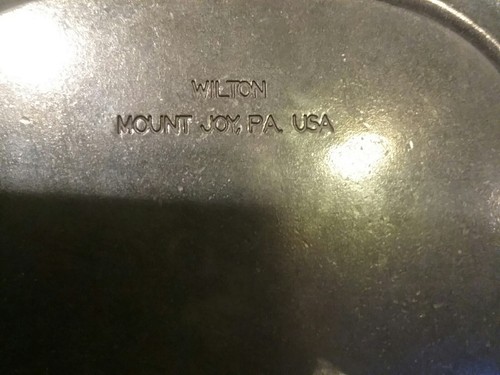 WILTON
MOUNT JOY, PA. USA